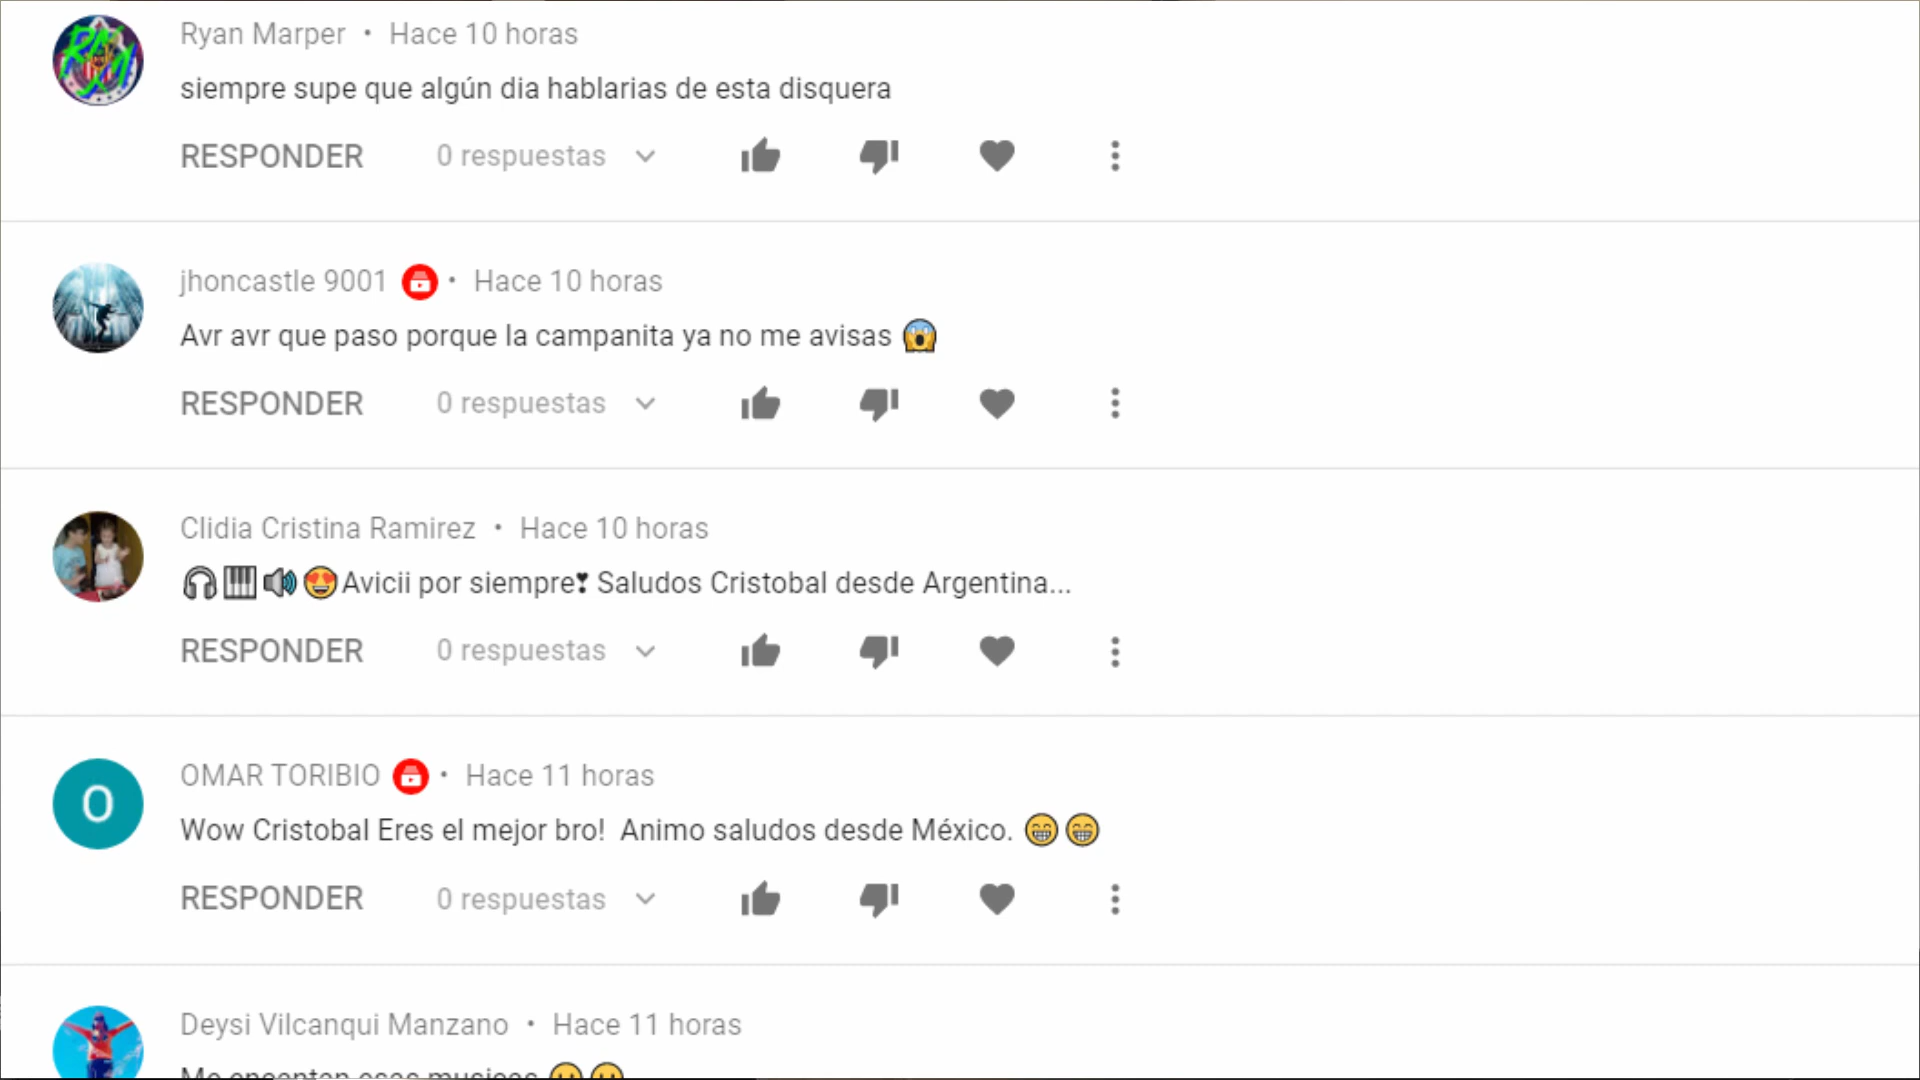 Ryan Marper • Hace 10 horas
siempre supe que algún dia hablarias de esta disquera
RESPONDER 0 respuestas
jhoncastle 9001 • Hace 10 horas
Avr avr que paso porque la campanita ya no me avisas 😱
RESPONDER 0 respuestas
Clidia Cristina Ramirez • Hace 10 horas
🎧🎹🔊😍Avicii por siempre❣ Saludos Cristobal desde Argentina...
RESPONDER 0 respuestas
O
OMAR TORIBIO • Hace 11 horas
Wow Cristobal Eres el mejor bro!  Animo saludos desde México. 😁😁
RESPONDER 0 respuestas
Deysi Vilcanqui Manzano • Hace 11 horas
Me encantan esas musicas